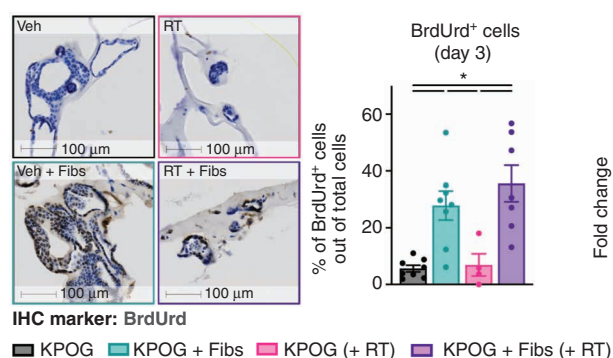 Veh
RT
100 μm
100 μm
Veh + Fibs
RT + Fibs
100 μm
100 μm
IHC marker: BrdUrd
BrdUrd⁺ cells
(day 3)
*
% of BrdUrd⁺ cells
out of total cells
60
40
20
0
Fold change
KPOG
KPOG + Fibs
KPOG (+ RT)
KPOG + Fibs (+ RT)